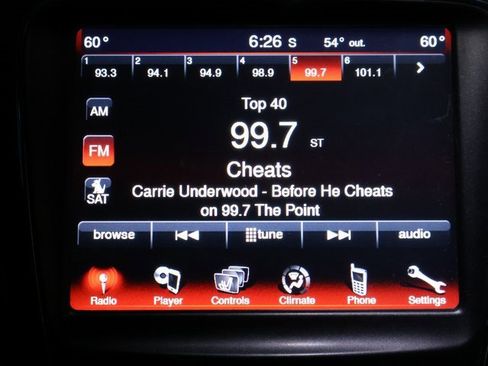 60° 6:26 S 54° out. 60°
1 2 3 4 5 6
93.3 94.1 94.9 98.9 99.7 101.1 >
AM
Top 40
99.7 ST
FM
Cheats
SAT
Carrie Underwood - Before He Cheats
on 99.7 The Point
browse tune audio
Radio Player Controls Climate Phone Settings